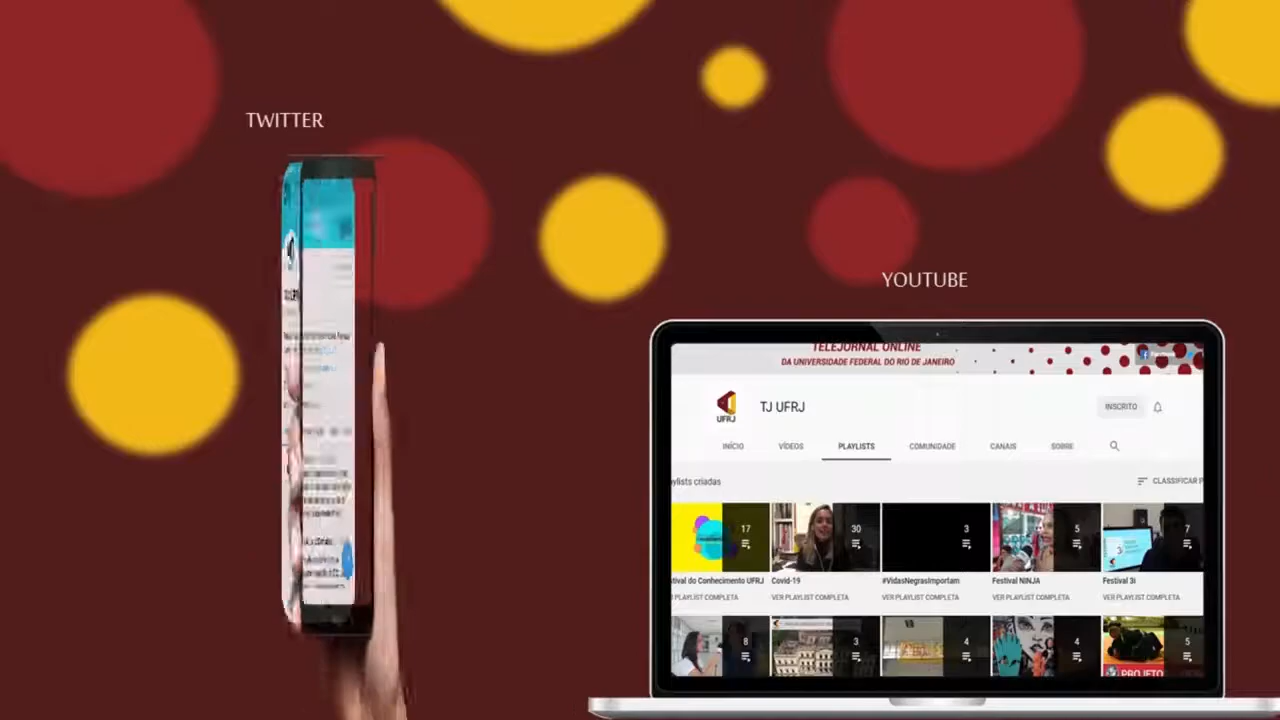 TWITTER
YOUTUBE
TELEJORNAL ONLINE
DA UNIVERSIDADE FEDERAL DO RIO DE JANEIRO
UFRJ
TJ UFRJ
INSCRITO
INÍCIO VÍDEOS PLAYLISTS COMUNIDADE CANAIS SOBRE
ylists criadas
CLASSIFICAR P
17 30 3 5 7
tival do Conhecimento UFRJ Covid-19 #VidasNegrasImportam Festival NINJA Festival 3i
R PLAYLIST COMPLETA VER PLAYLIST COMPLETA VER PLAYLIST COMPLETA VER PLAYLIST COMPLETA VER PLAYLIST COMPLETA
8 3 4 4 5
PROJETO